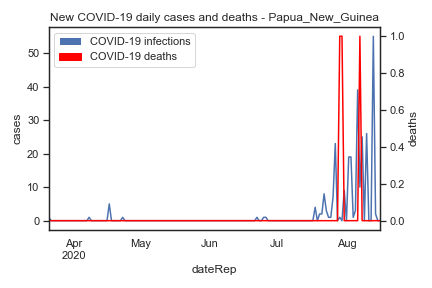 New COVID-19 daily cases and deaths - Papua_New_Guinea
COVID-19 infections
COVID-19 deaths
cases
50
40
30
20
10
0
deaths
1.0
0.8
0.6
0.4
0.2
0.0
Apr
2020
May
Jun
Jul
Aug
dateRep